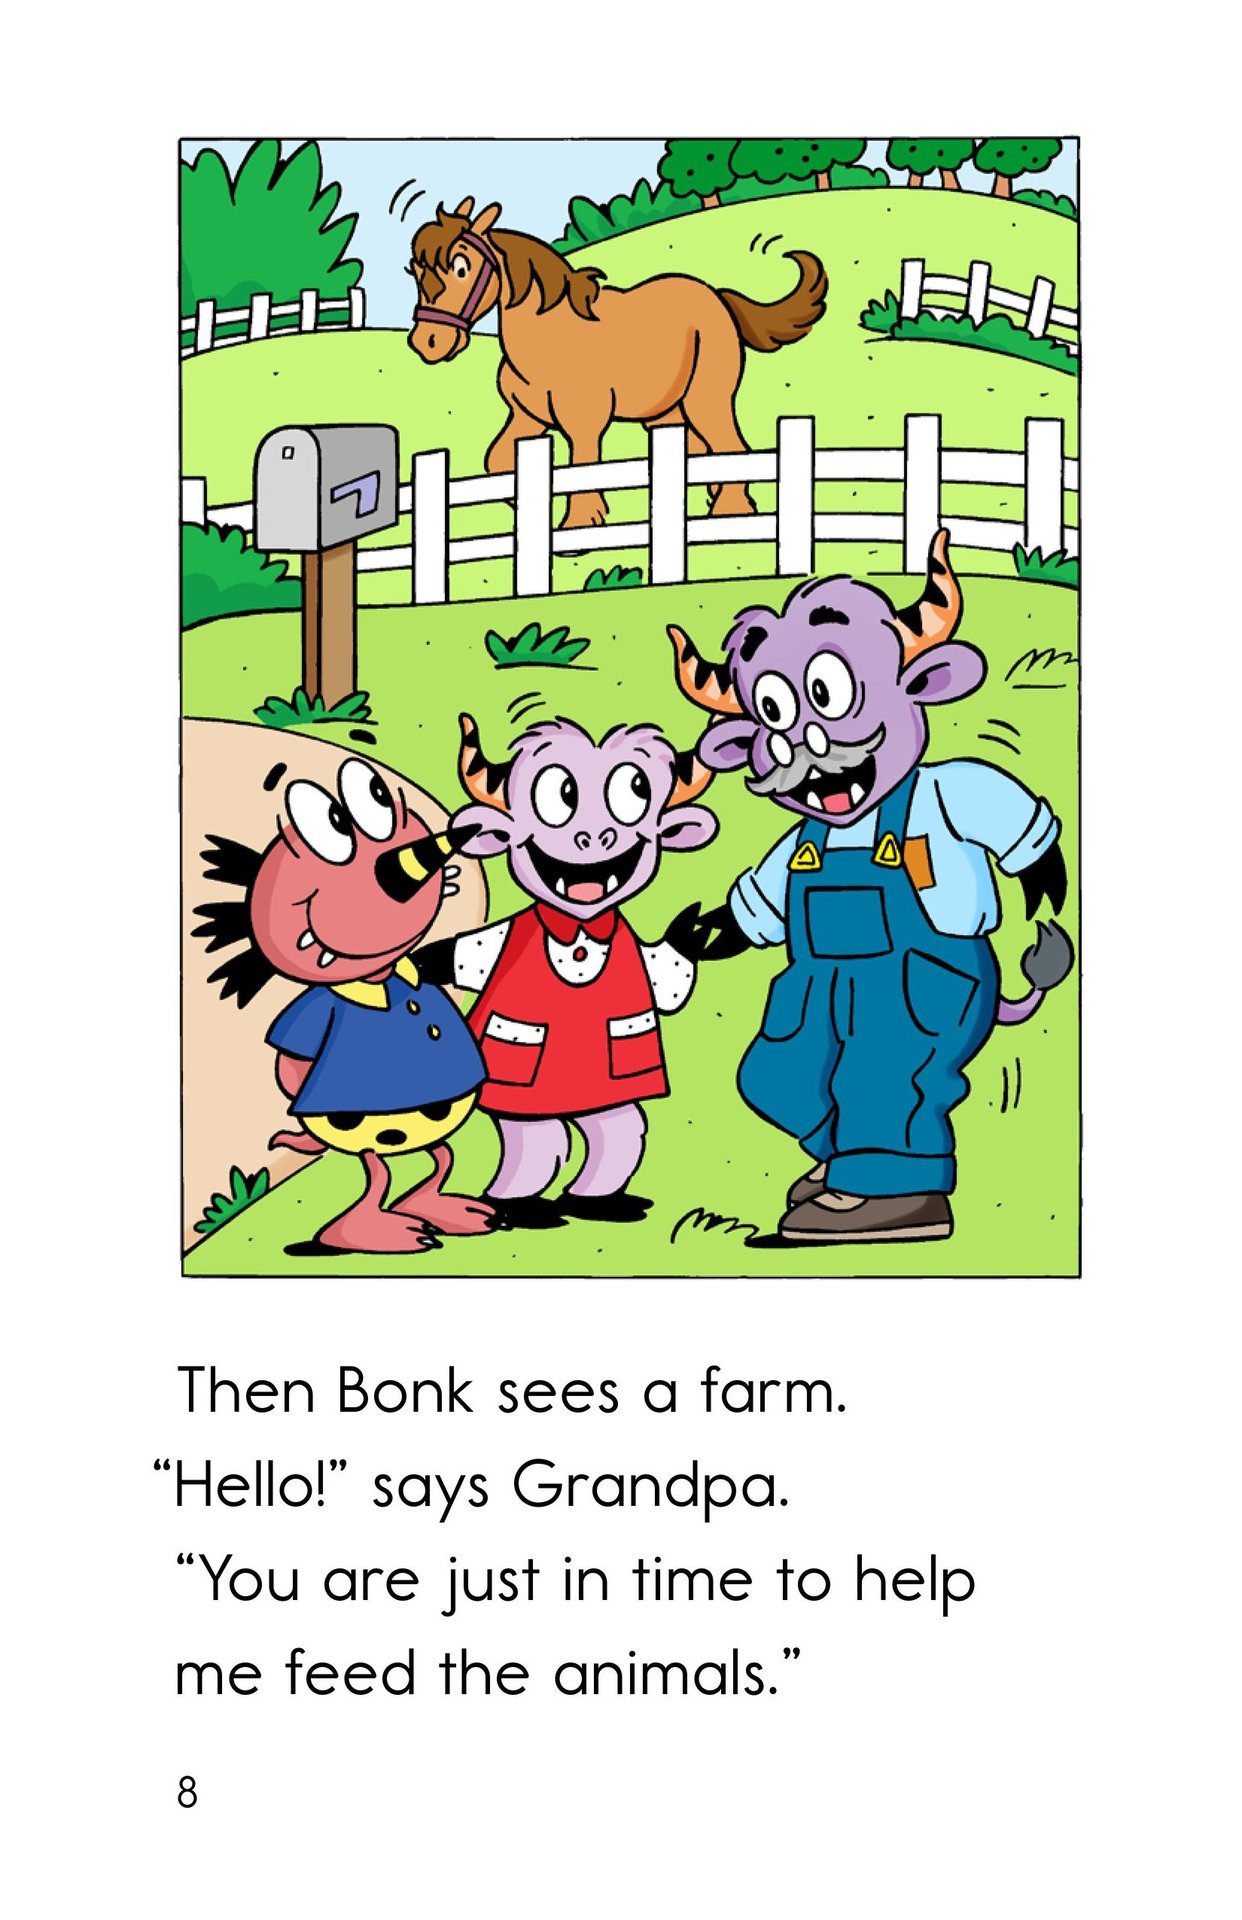 Then Bonk sees a farm.
“Hello!” says Grandpa.
“You are just in time to help
me feed the animals.”
8